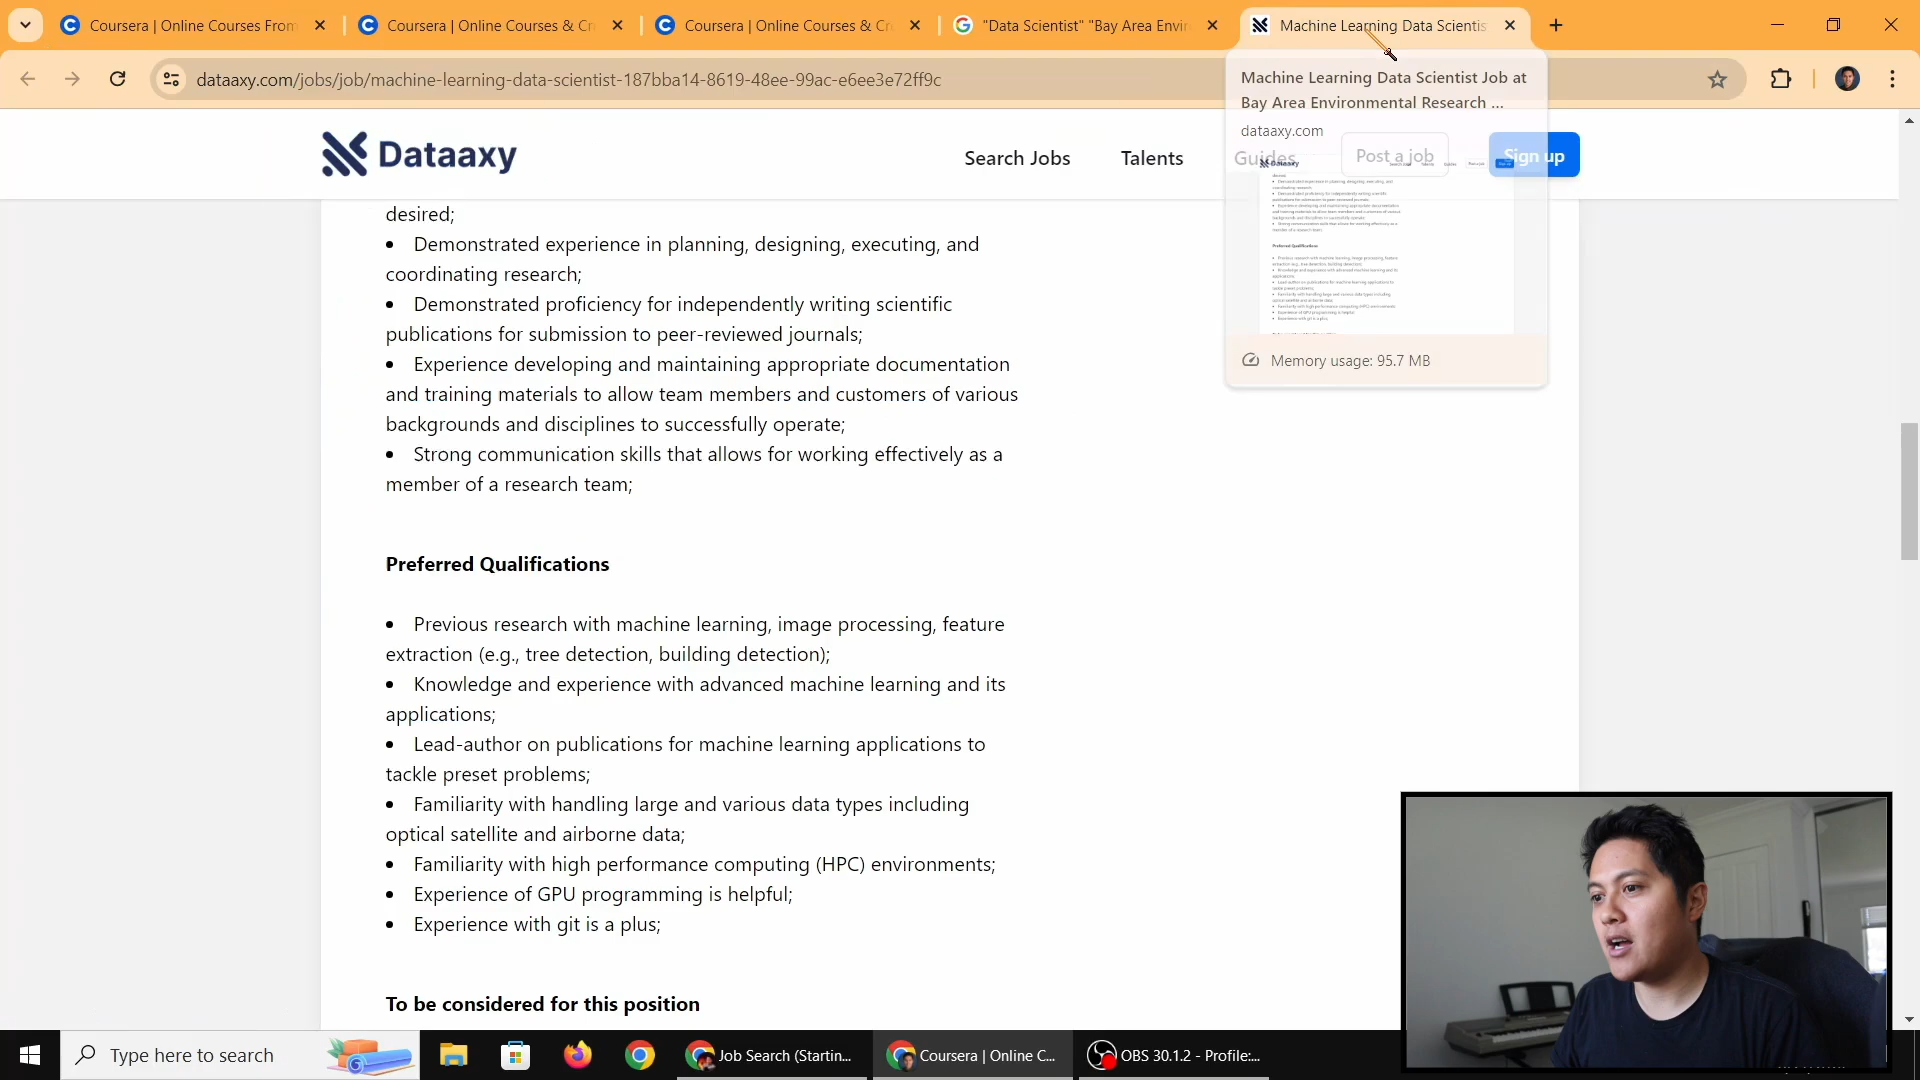 Coursera | Online Courses From
Coursera | Online Courses & Cr
Coursera | Online Courses & Cr
"Data Scientist" "Bay Area Envir
Machine Learning Data Scientis
dataaxy.com/jobs/job/machine-learning-data-scientist-187bba14-8619-48ee-99ac-e6ee3e72ff9c
Machine Learning Data Scientist Job at
Bay Area Environmental Research ...
dataaxy.com
Memory usage: 95.7 MB
Dataaxy
Search Jobs
Talents
Guides
Post a job
Sign up
desired;
• Demonstrated experience in planning, designing, executing, and
coordinating research;
• Demonstrated proficiency for independently writing scientific
publications for submission to peer-reviewed journals;
• Experience developing and maintaining appropriate documentation
and training materials to allow team members and customers of various
backgrounds and disciplines to successfully operate;
• Strong communication skills that allows for working effectively as a
member of a research team;
Preferred Qualifications
• Previous research with machine learning, image processing, feature
extraction (e.g., tree detection, building detection);
• Knowledge and experience with advanced machine learning and its
applications;
• Lead-author on publications for machine learning applications to
tackle preset problems;
• Familiarity with handling large and various data types including
optical satellite and airborne data;
• Familiarity with high performance computing (HPC) environments;
• Experience of GPU programming is helpful;
• Experience with git is a plus;
To be considered for this position
Type here to search
Job Search (Startin...
Coursera | Online C...
OBS 30.1.2 - Profile:...